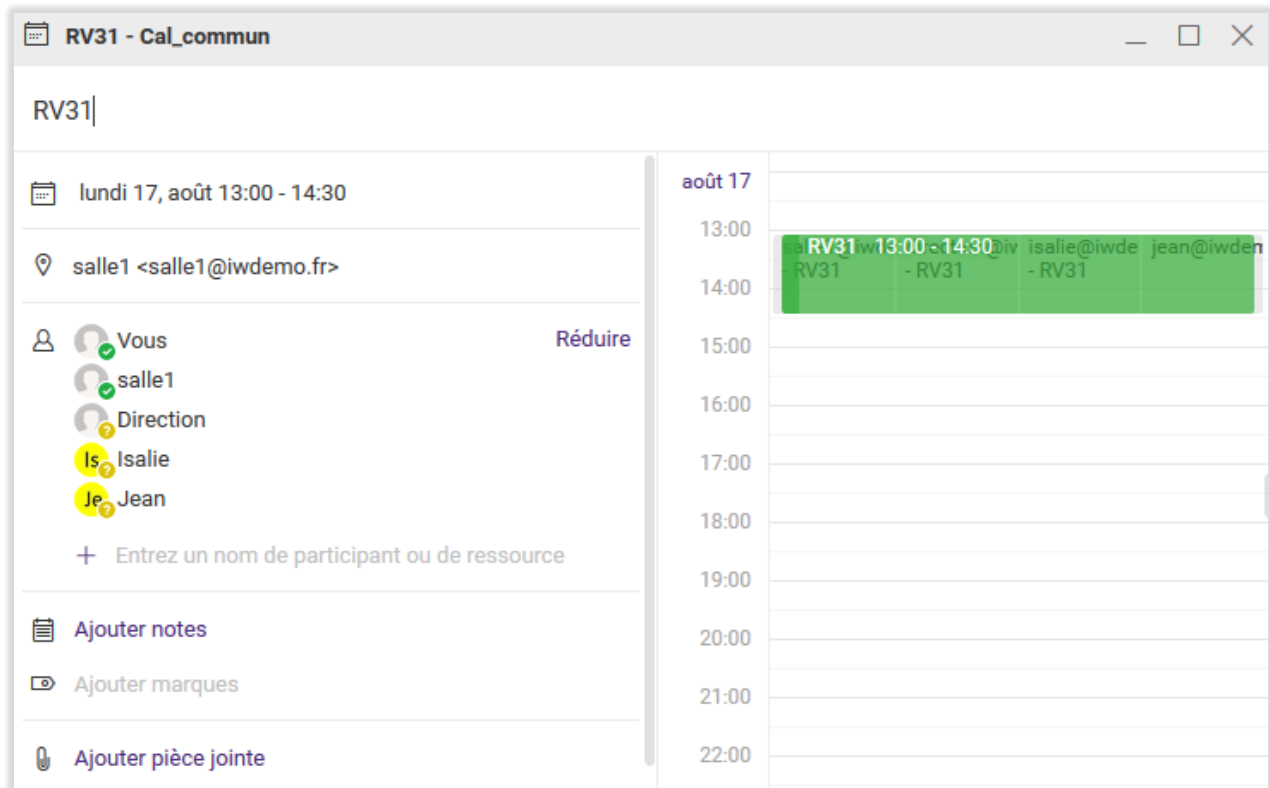 RV31 - Cal_commun
RV31
lundi 17, août 13:00 - 14:30
salle1 <salle1@iwdemo.fr>
Vous
Réduire
salle1
Direction
Is Isalie
Je Jean
+ Entrez un nom de participant ou de ressource
Ajouter notes
Ajouter marques
Ajouter pièce jointe
août 17
13:00
RV31 13:00 - 14:30
isalie@iwde jean@iwdem
- RV31 - RV31 - RV31
14:00
15:00
16:00
17:00
18:00
19:00
20:00
21:00
22:00